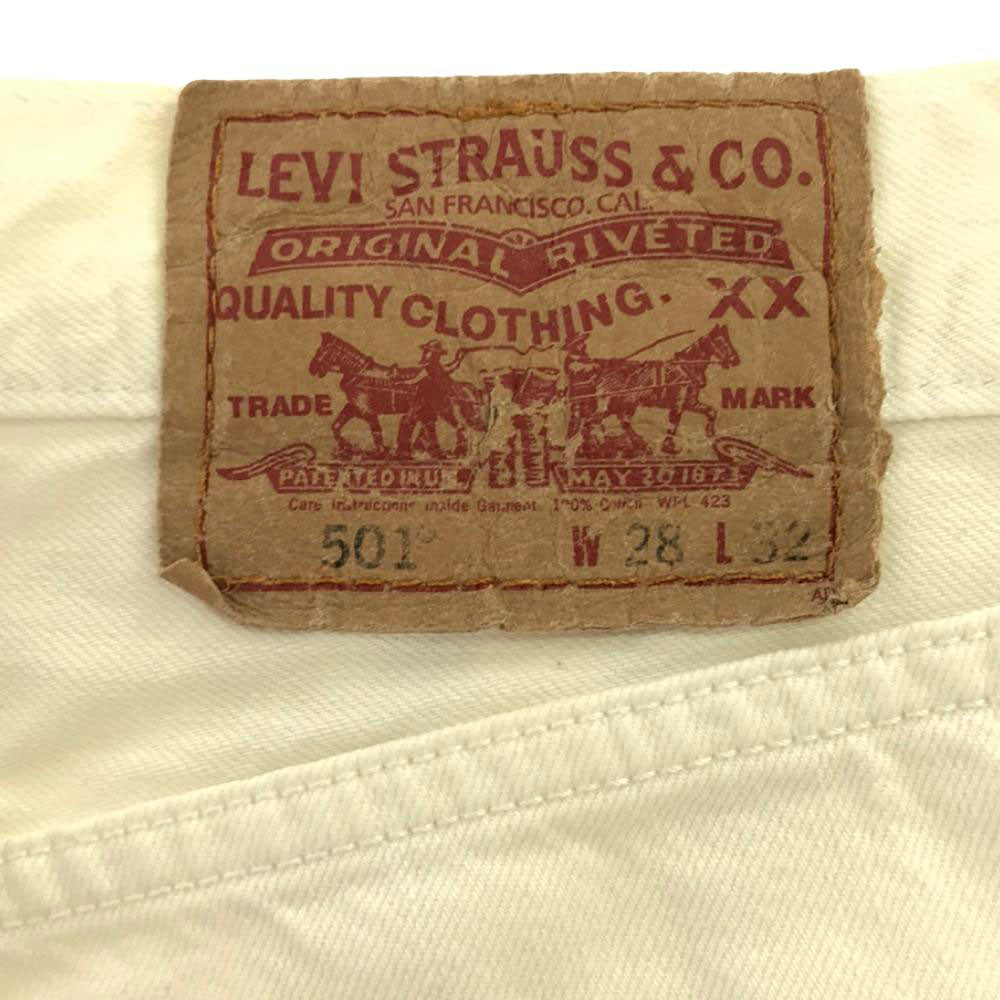 LEVI STRAUSS & CO.
SAN FRANCISCO. CAL.
ORIGINAL RIVETED
QUALITY CLOTHING. XX
TRADE MARK
PATENTED IN U.S. MAY 20 1873
Care Instructions inside Garment 100% Cotton WPL 423
501® W 28 L 32